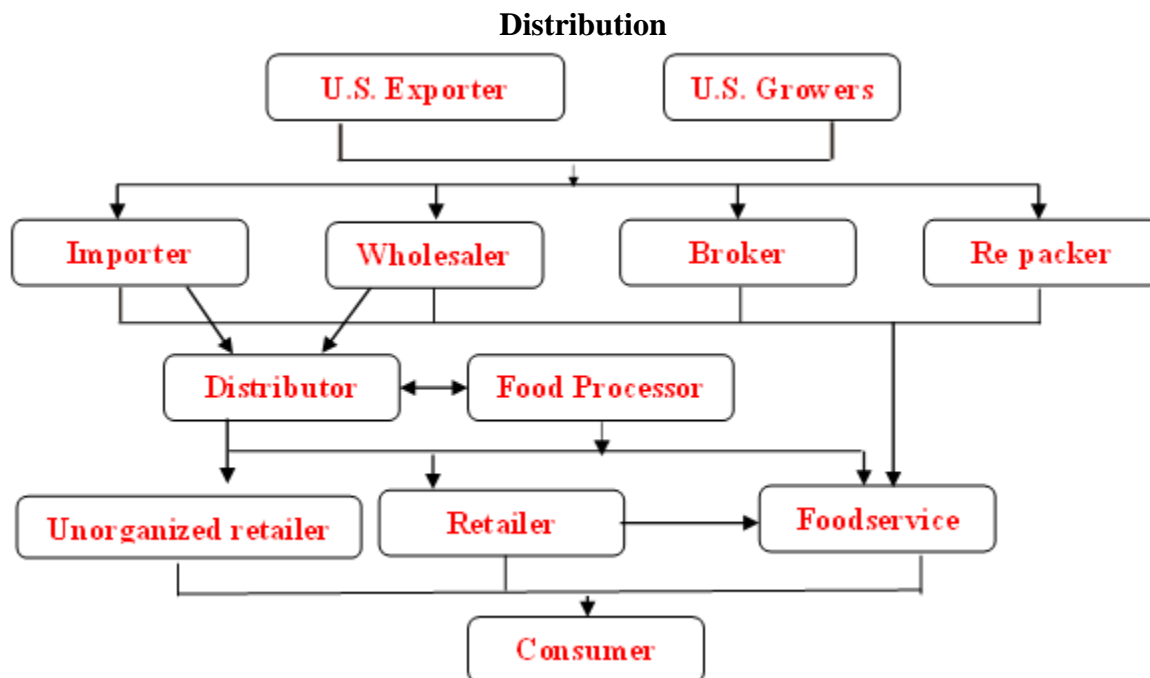 Distribution
U.S. Exporter
U.S. Growers
Importer
Wholesaler
Broker
Re packer
Distributor
Food Processor
Unorganized retailer
Retailer
Foodservice
Consumer